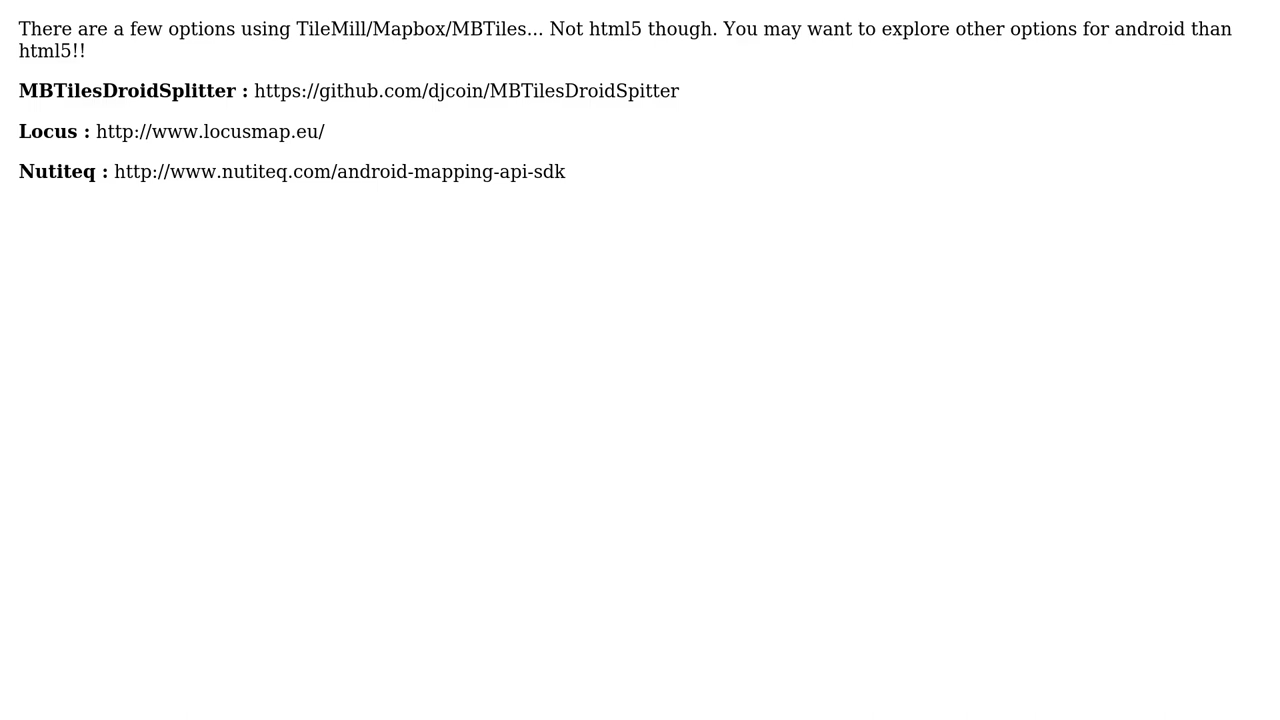 There are a few options using TileMill/Mapbox/MBTiles... Not html5 though. You may want to explore other options for android than
html5!!
MBTilesDroidSplitter : https://github.com/djcoin/MBTilesDroidSpitter
Locus : http://www.locusmap.eu/
Nutiteq : http://www.nutiteq.com/android-mapping-api-sdk